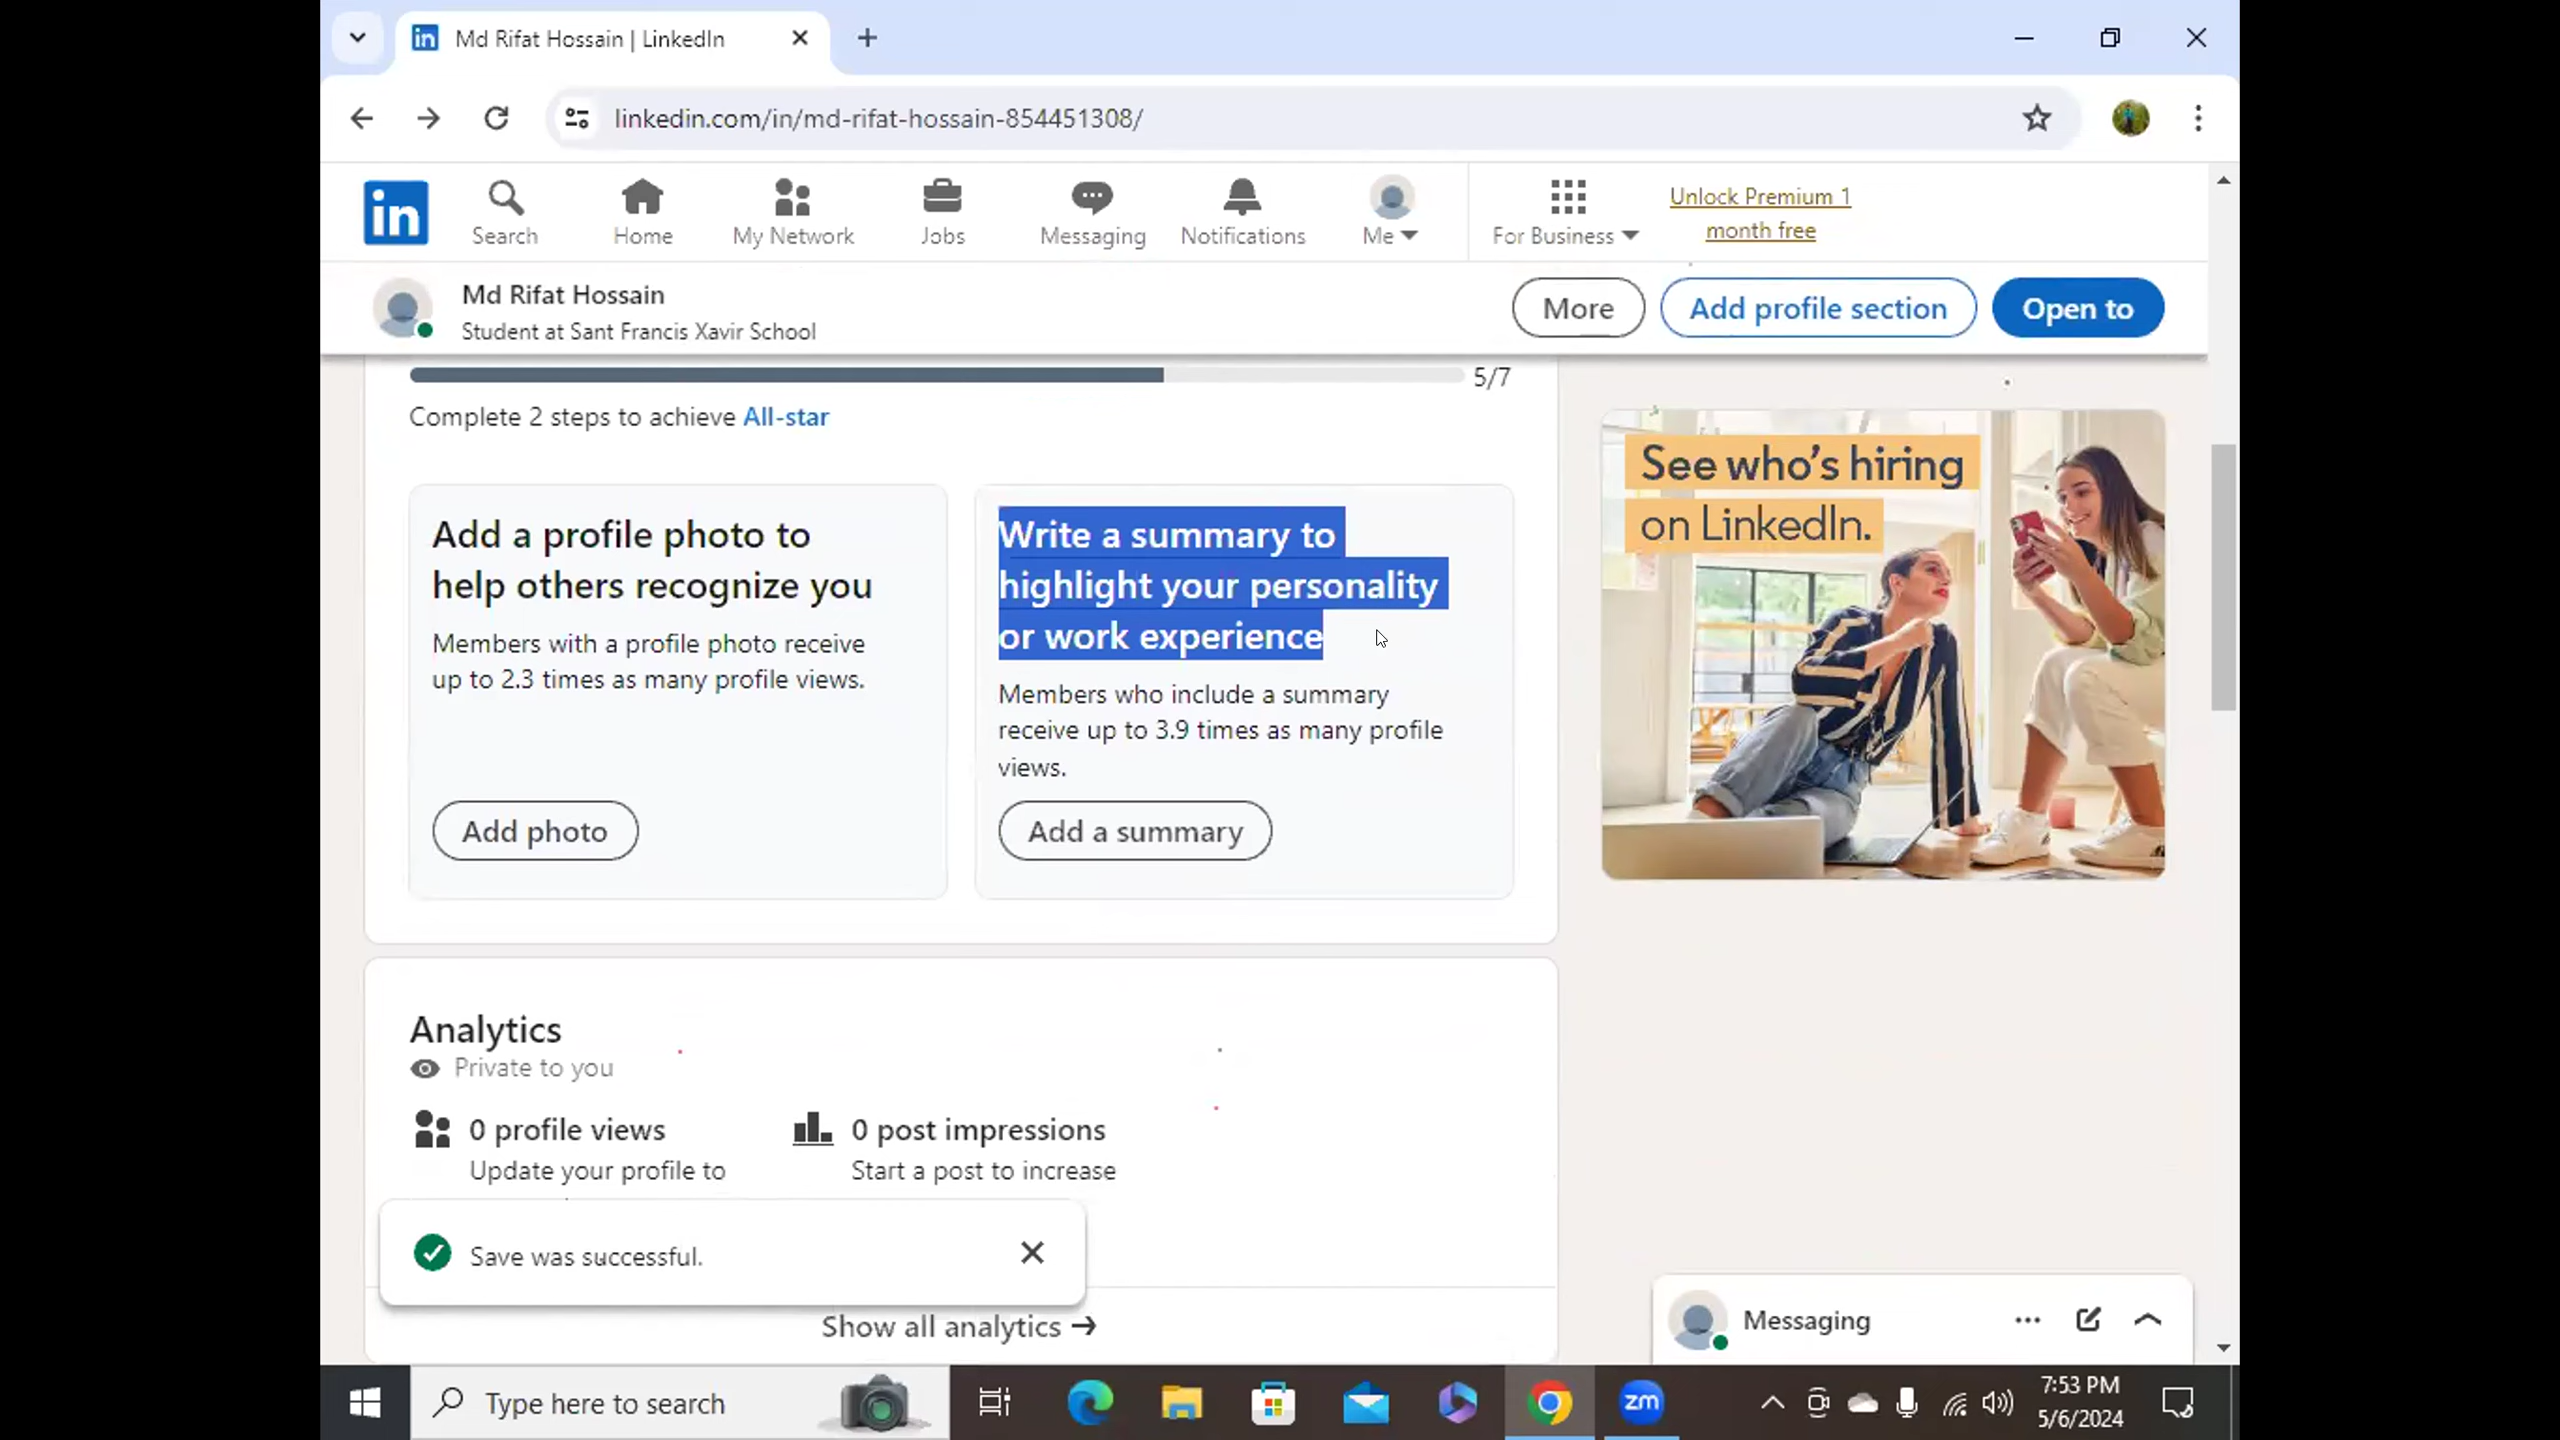 in Md Rifat Hossain | LinkedIn
linkedin.com/in/md-rifat-hossain-854451308/
in
Search
Home
My Network
Jobs
Messaging
Notifications
Me
For Business
Unlock Premium 1
month free
Md Rifat Hossain
Student at Sant Francis Xavir School
More
Add profile section
Open to
5/7
Complete 2 steps to achieve All-star
Add a profile photo to
help others recognize you
Members with a profile photo receive
up to 2.3 times as many profile views.
Add photo
Write a summary to
highlight your personality
or work experience
Members who include a summary
receive up to 3.9 times as many profile
views.
Add a summary
See who's hiring
on LinkedIn.
Analytics
Private to you
0 profile views
Update your profile to
0 post impressions
Start a post to increase
Save was successful.
Show all analytics
Messaging
Type here to search
zm
7:53 PM
5/6/2024